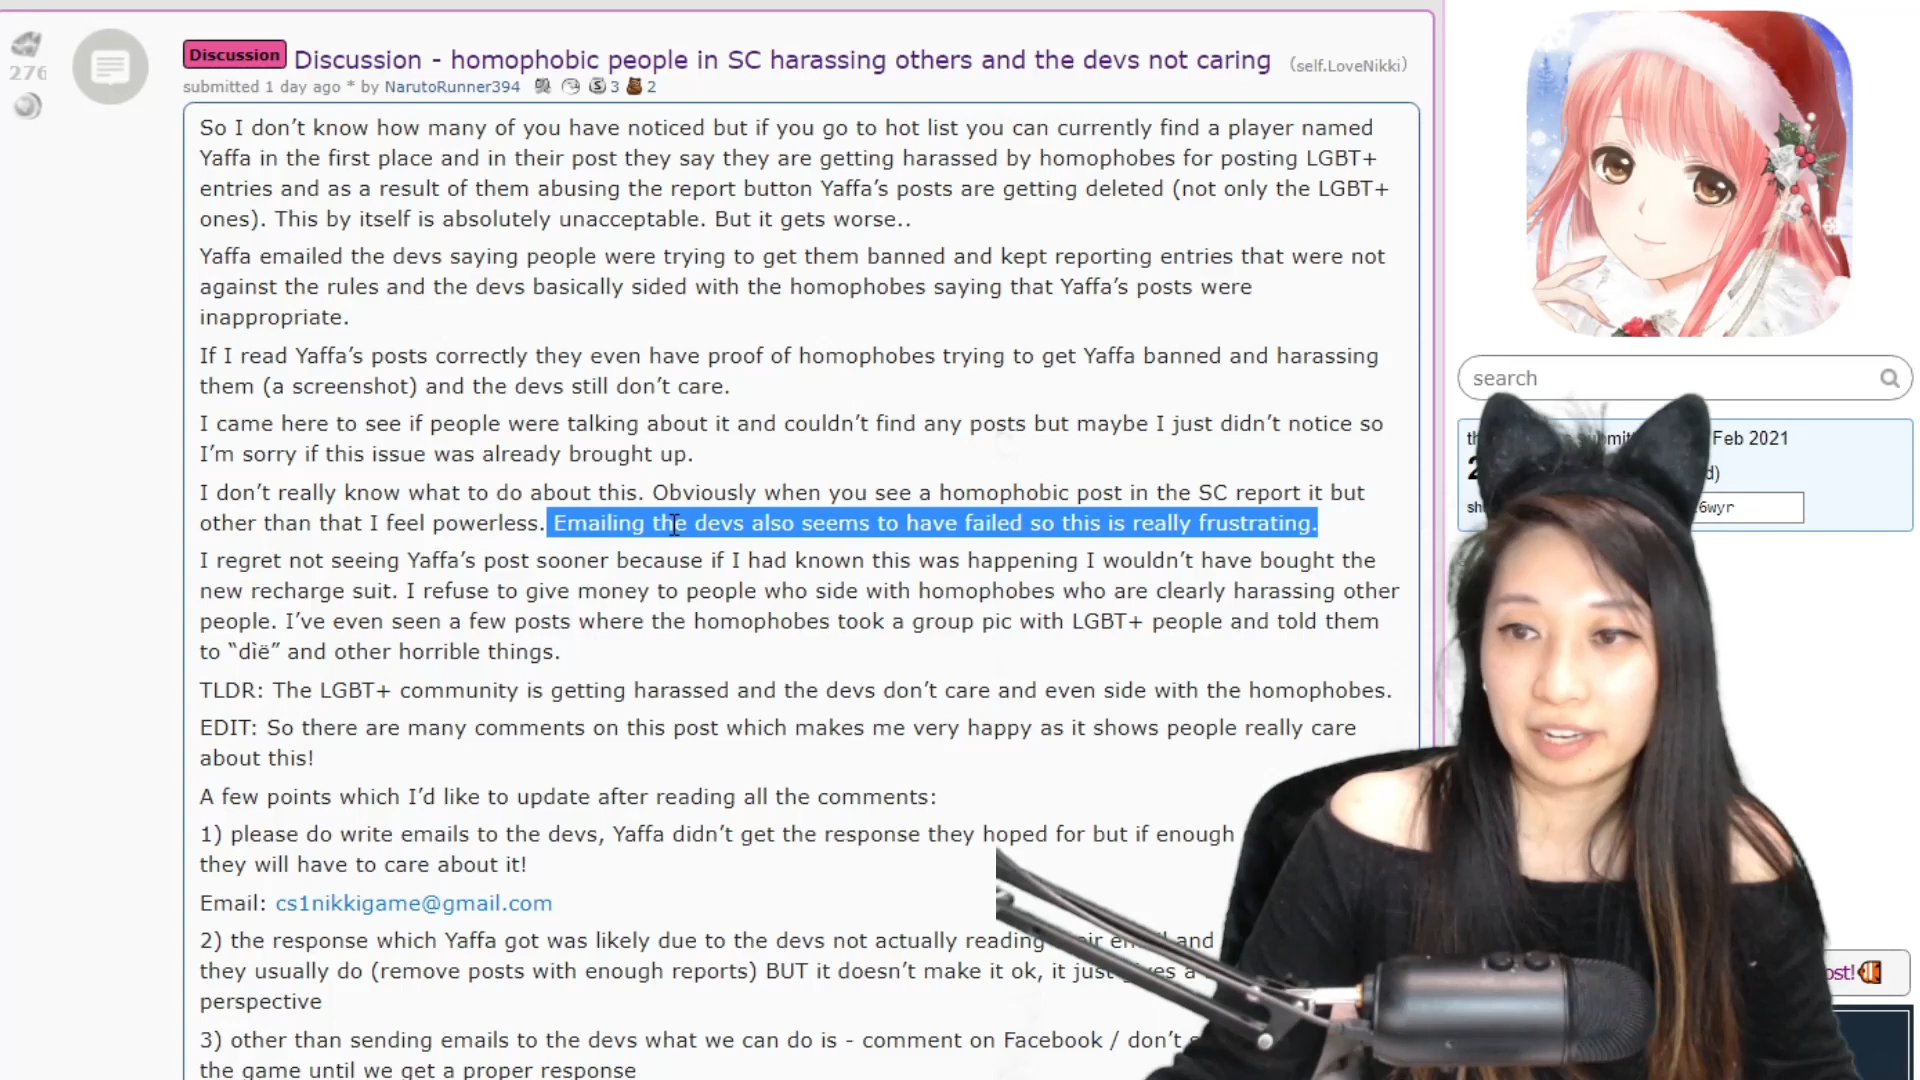 276
Discussion Discussion - homophobic people in SC harassing others and the devs not caring (self.LoveNikki)
submitted 1 day ago * by NarutoRunner394 3 2
So I don’t know how many of you have noticed but if you go to hot list you can currently find a player named
Yaffa in the first place and in their post they say they are getting harassed by homophobes for posting LGBT+
entries and as a result of them abusing the report button Yaffa’s posts are getting deleted (not only the LGBT+
ones). This by itself is absolutely unacceptable. But it gets worse..
Yaffa emailed the devs saying people were trying to get them banned and kept reporting entries that were not
against the rules and the devs basically sided with the homophobes saying that Yaffa’s posts were
inappropriate.
If I read Yaffa’s posts correctly they even have proof of homophobes trying to get Yaffa banned and harassing
them (a screenshot) and the devs still don’t care.
I came here to see if people were talking about it and couldn’t find any posts but maybe I just didn’t notice so
I’m sorry if this issue was already brought up.
I don’t really know what to do about this. Obviously when you see a homophobic post in the SC report it but
other than that I feel powerless. Emailing the devs also seems to have failed so this is really frustrating.
I regret not seeing Yaffa’s post sooner because if I had known this was happening I wouldn’t have bought the
new recharge suit. I refuse to give money to people who side with homophobes who are clearly harassing other
people. I’ve even seen a few posts where the homophobes took a group pic with LGBT+ people and told them
to “dìë” and other horrible things.
TLDR: The LGBT+ community is getting harassed and the devs don’t care and even side with the homophobes.
EDIT: So there are many comments on this post which makes me very happy as it shows people really care
about this!
A few points which I’d like to update after reading all the comments:
1) please do write emails to the devs, Yaffa didn’t get the response they hoped for but if enough
they will have to care about it!
Email: cs1nikkigame@gmail.com
2) the response which Yaffa got was likely due to the devs not actually reading their email and
they usually do (remove posts with enough reports) BUT it doesn’t make it ok, it just gives a
perspective
3) other than sending emails to the devs what we can do is - comment on Facebook / don’t
the game until we get a proper response
search
Feb 2021